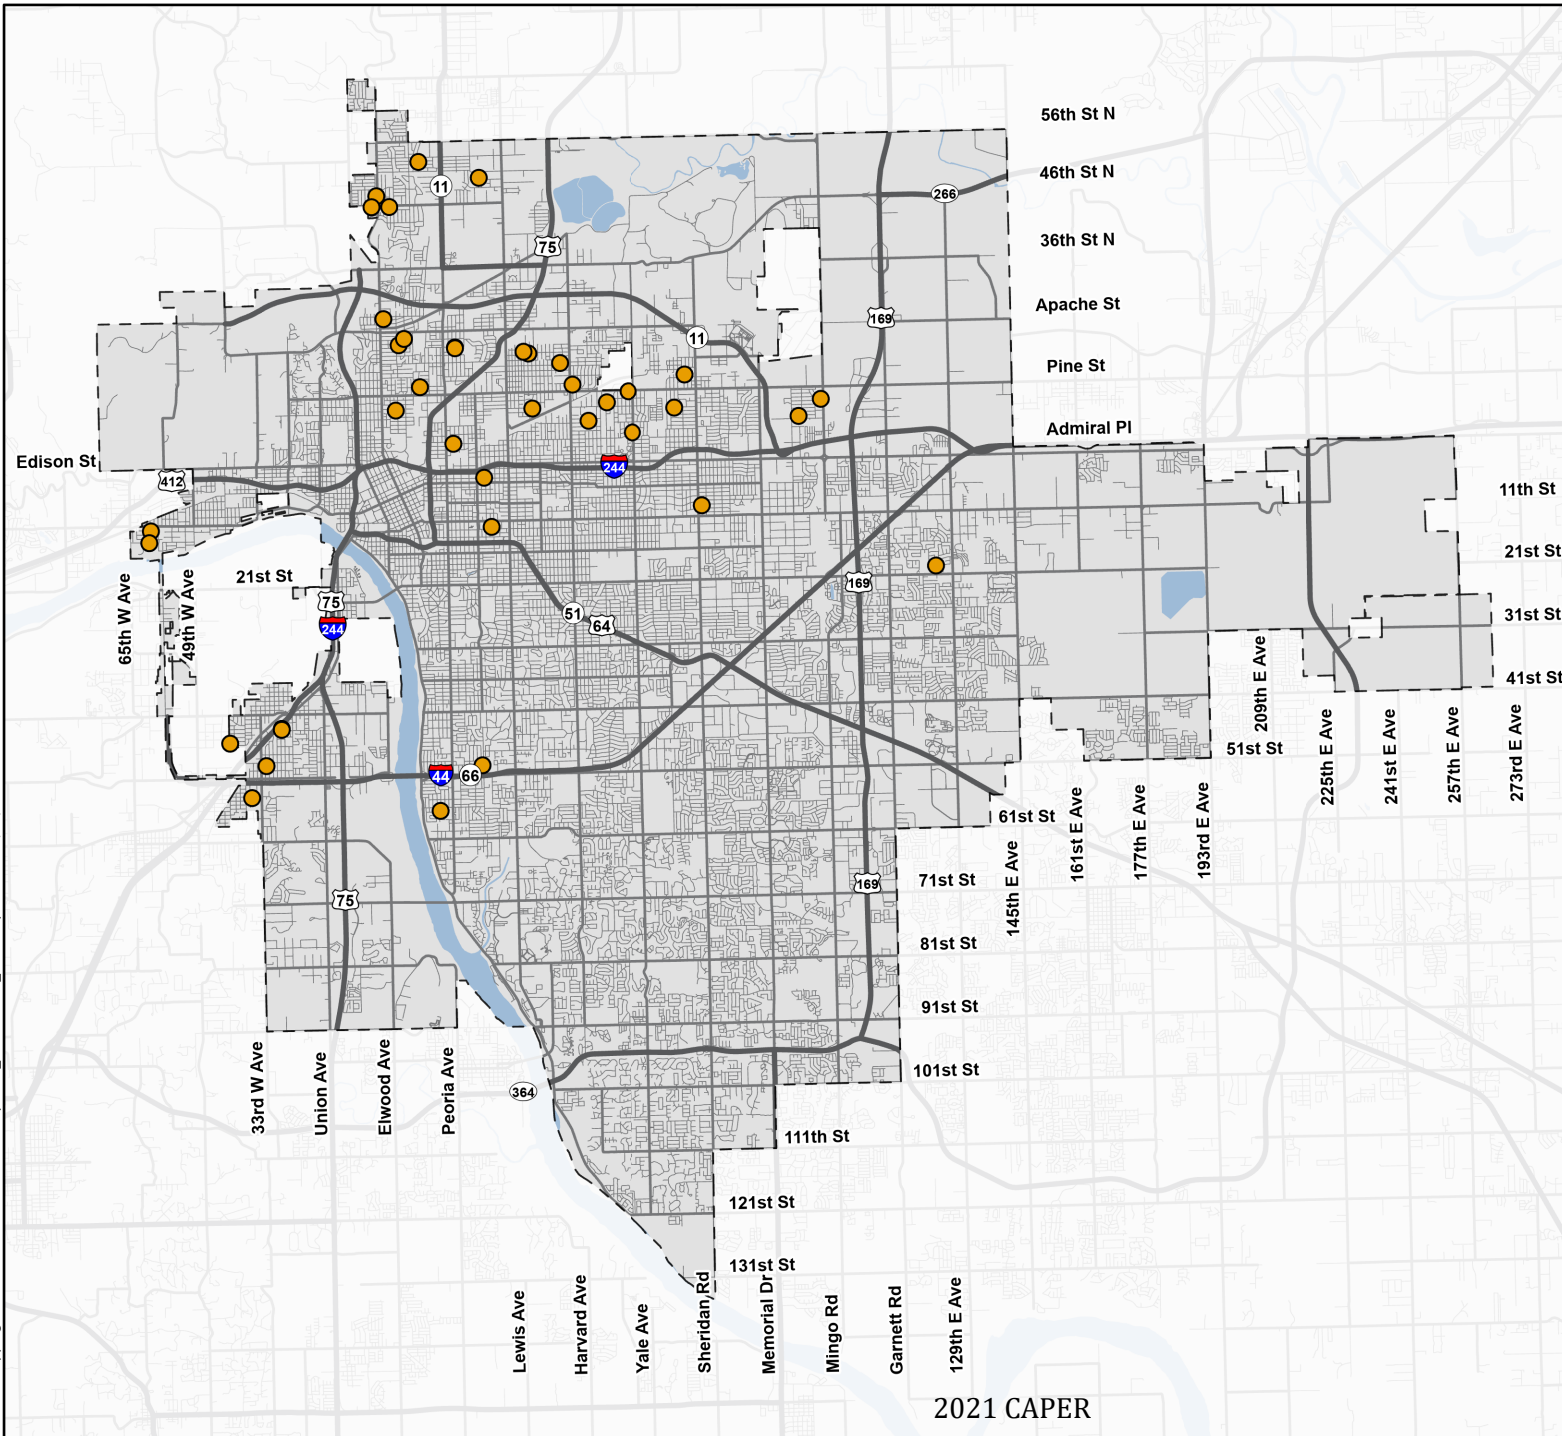 56th St N
46th St N
11
266
36th St N
75
Apache St
169
11
Pine St
Admiral Pl
Edison St
244
412
11th St
21st St
21st St
169
75
51
64
31st St
244
65th W Ave
49th W Ave
41st St
209th E Ave
51st St
44
66
225th E Ave
241st E Ave
257th E Ave
273rd E Ave
61st St
145th E Ave
161st E Ave
177th E Ave
193rd E Ave
71st St
169
75
81st St
91st St
33rd W Ave
Union Ave
Elwood Ave
Peoria Ave
101st St
364
111th St
121st St
131st St
Lewis Ave
Harvard Ave
Yale Ave
Sheridan Rd
Memorial Dr
Mingo Rd
Garnett Rd
129th E Ave
2021 CAPER